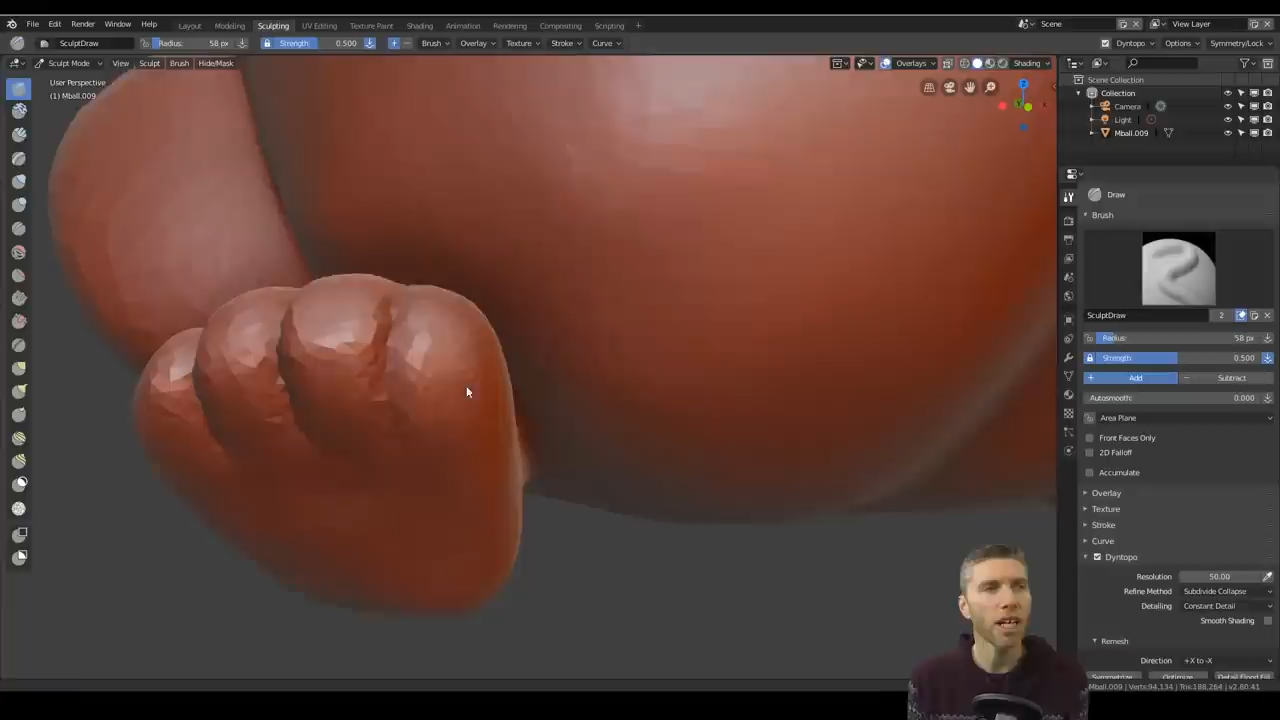 File Edit Render Window Help Layout Modeling Sculpting UV Editing Texture Paint Shading Animation Rendering Compositing Scripting + Scene View Layer
SculptDraw Radius: 58 px Strength 0.500 Brush Overlay Texture Stroke Curve Dyntopo Options Symmetry/Lock
Sculpt Mode View Sculpt Brush Hide/Mask Overlays Shading
User Perspective
(1) Mball.009
Scene Collection
Collection
Camera
Light
Mball.009
Draw
Brush
SculptDraw 2
Radius: 58 px
Strength 0.500
Add Subtract
Autosmooth: 0.000
Area Plane
Front Faces Only
2D Falloff
Accumulate
Overlay
Texture
Stroke
Curve
Dyntopo
Resolution 50.00
Refine Method Subdivide Collapse
Detailing Constant Detail
Smooth Shading
Remesh
Direction +X to -X
Symmetrize Optimize Detail Flood Fill
Mball.009 | Verts:94,134 | Tris:188,264 | v2.80.41